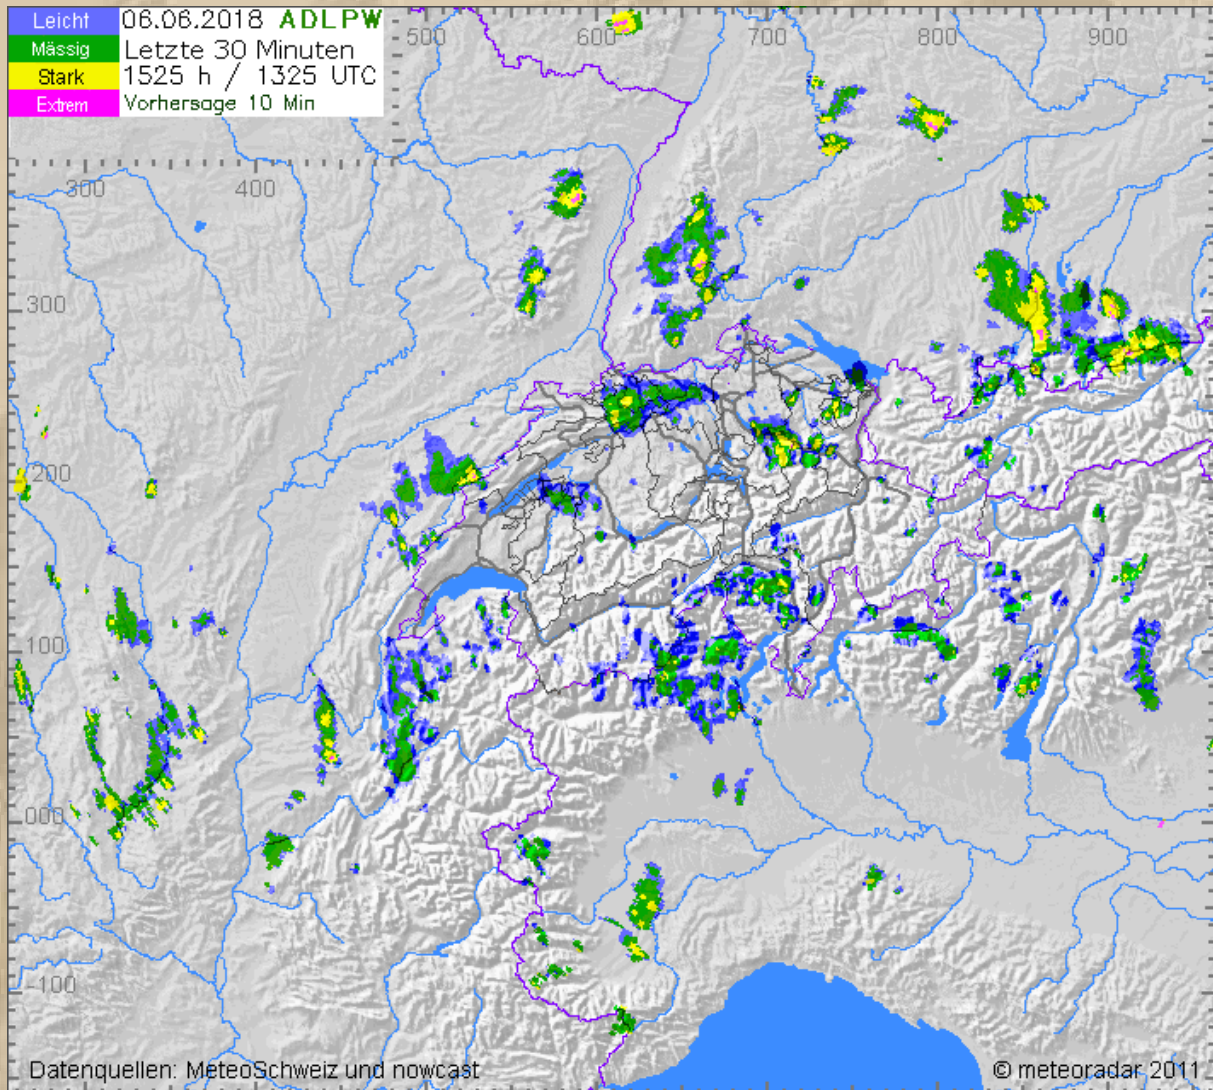 Leicht 06.06.2018 ADLPW
Mässig Letzte 30 Minuten
Stark 1525 h / 1325 UTC
Extrem Vorhersage 10 Min
500 600 700 800 900
300 400
300
200
100
000
-100
Datenquellen: MeteoSchweiz und nowcast © meteoradar 2011